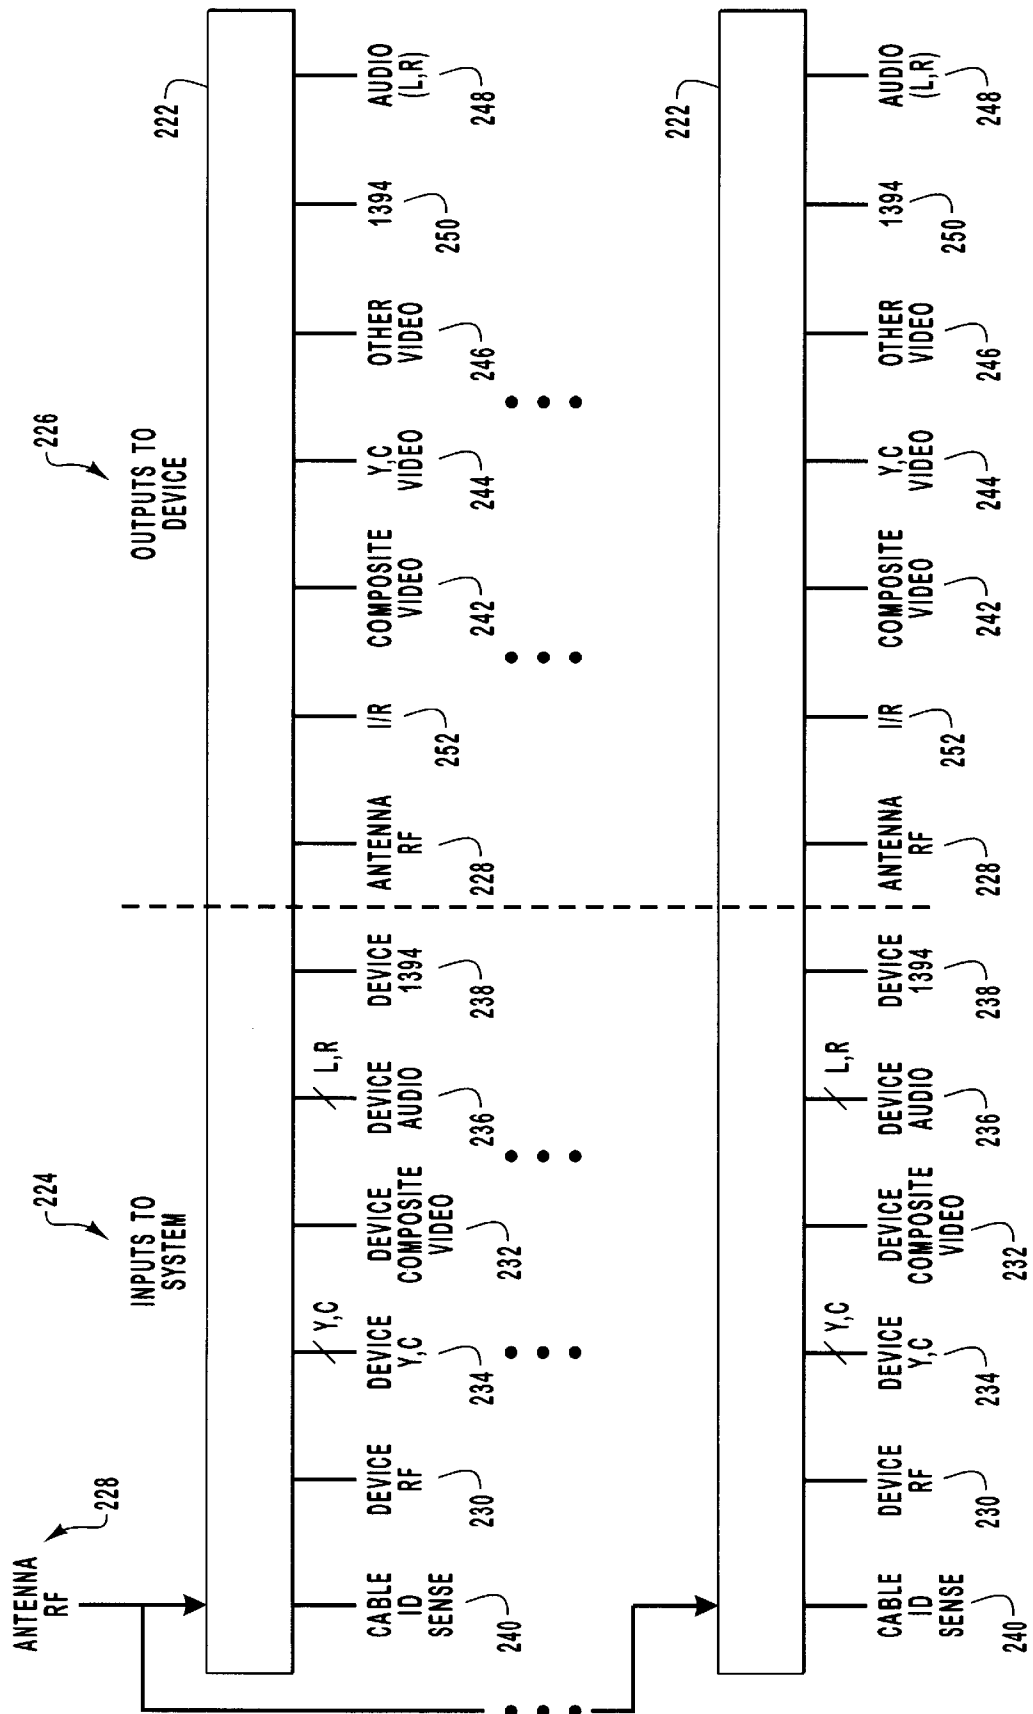 ANTENNA
RF
228
INPUTS TO
SYSTEM
224
OUTPUTS TO
DEVICE
226
222
Y,C
L,R
CABLE
ID
SENSE
240
DEVICE
RF
230
DEVICE
Y,C
234
DEVICE
COMPOSITE
VIDEO
232
DEVICE
AUDIO
236
DEVICE
1394
238
ANTENNA
RF
228
I/R
252
COMPOSITE
VIDEO
242
Y,C
VIDEO
244
OTHER
VIDEO
246
1394
250
AUDIO
(L,R)
248
222
Y,C
L,R
CABLE
ID
SENSE
240
DEVICE
RF
230
DEVICE
Y,C
234
DEVICE
COMPOSITE
VIDEO
232
DEVICE
AUDIO
236
DEVICE
1394
238
ANTENNA
RF
228
I/R
252
COMPOSITE
VIDEO
242
Y,C
VIDEO
244
OTHER
VIDEO
246
1394
250
AUDIO
(L,R)
248